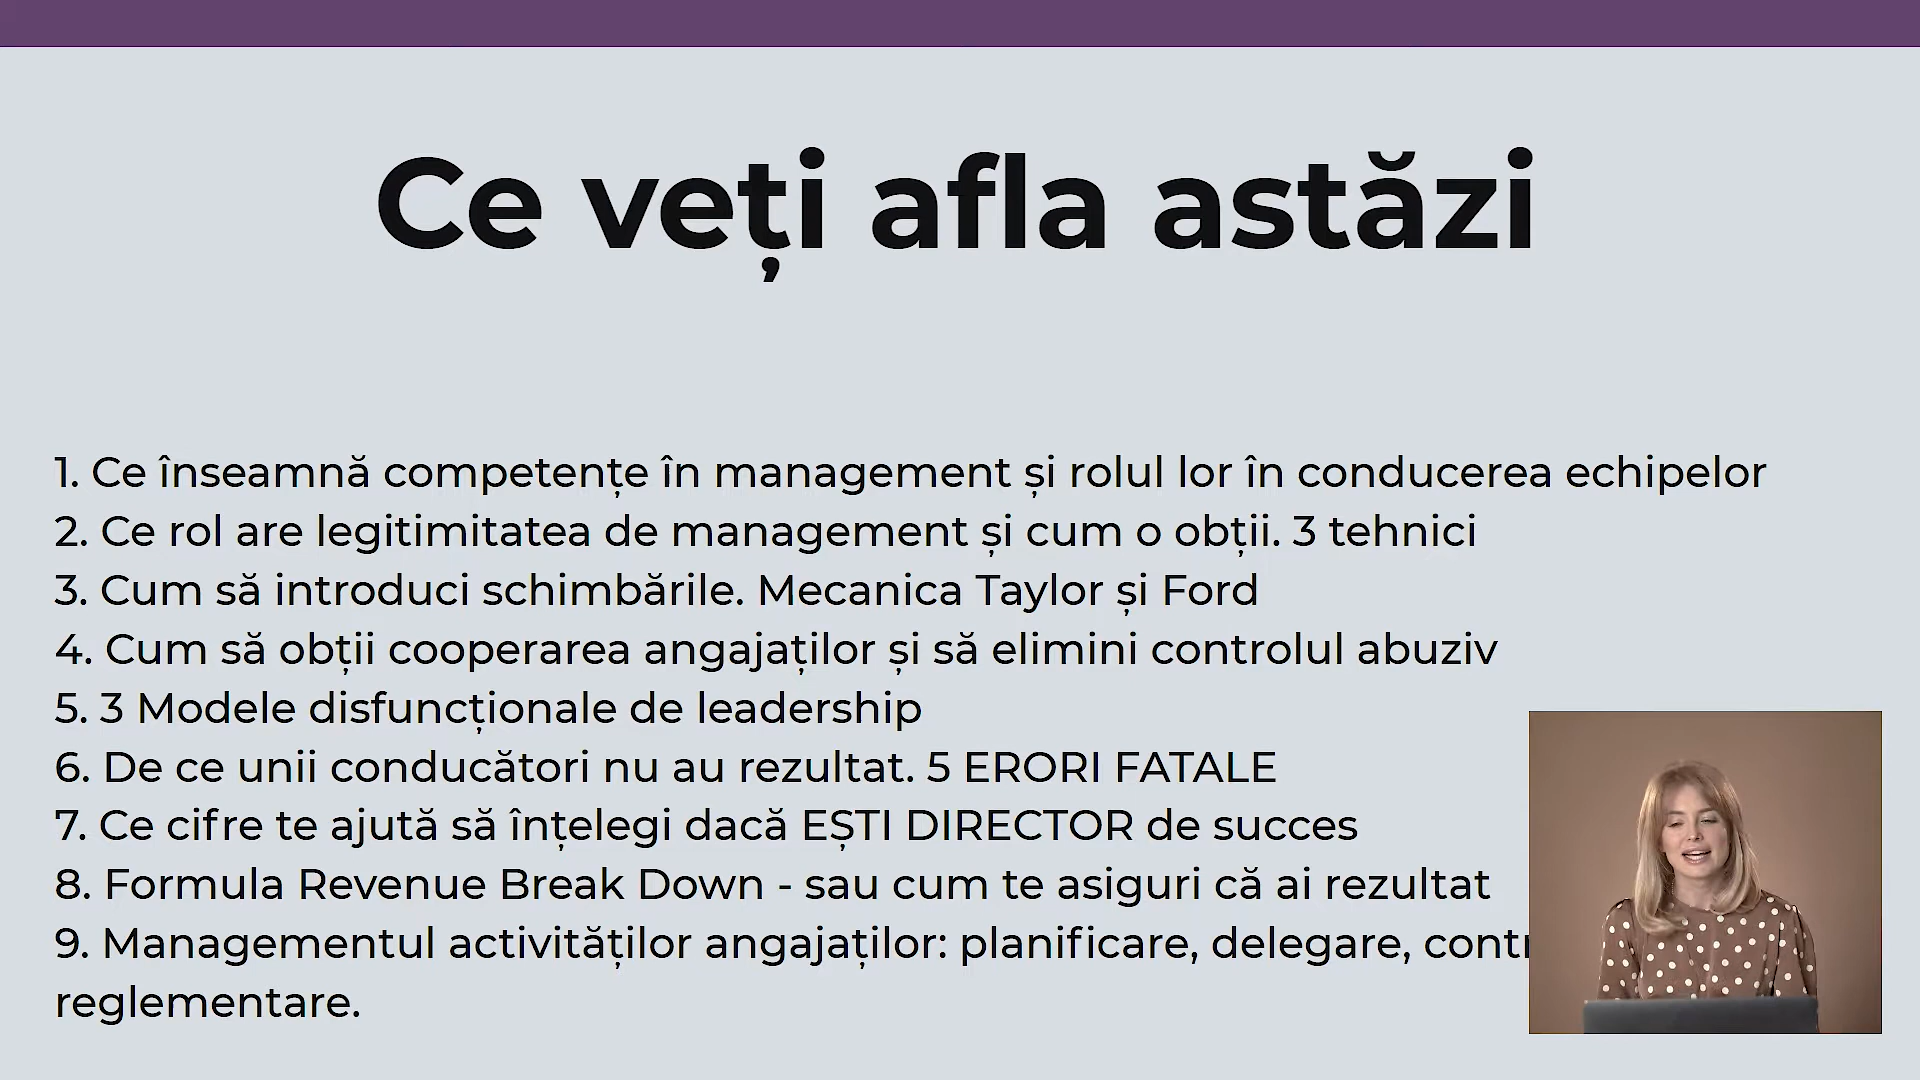 Ce veți afla astăzi
1. Ce înseamnă competențe în management și rolul lor în conducerea echipelor
2. Ce rol are legitimitatea de management și cum o obții. 3 tehnici
3. Cum să introduci schimbările. Mecanica Taylor și Ford
4. Cum să obții cooperarea angajaților și să elimini controlul abuziv
5. 3 Modele disfuncționale de leadership
6. De ce unii conducători nu au rezultat. 5 ERORI FATALE
7. Ce cifre te ajută să înțelegi dacă EȘTI DIRECTOR de succes
8. Formula Revenue Break Down - sau cum te asiguri că ai rezultat
9. Managementul activităților angajaților: planificare, delegare,
reglementare.